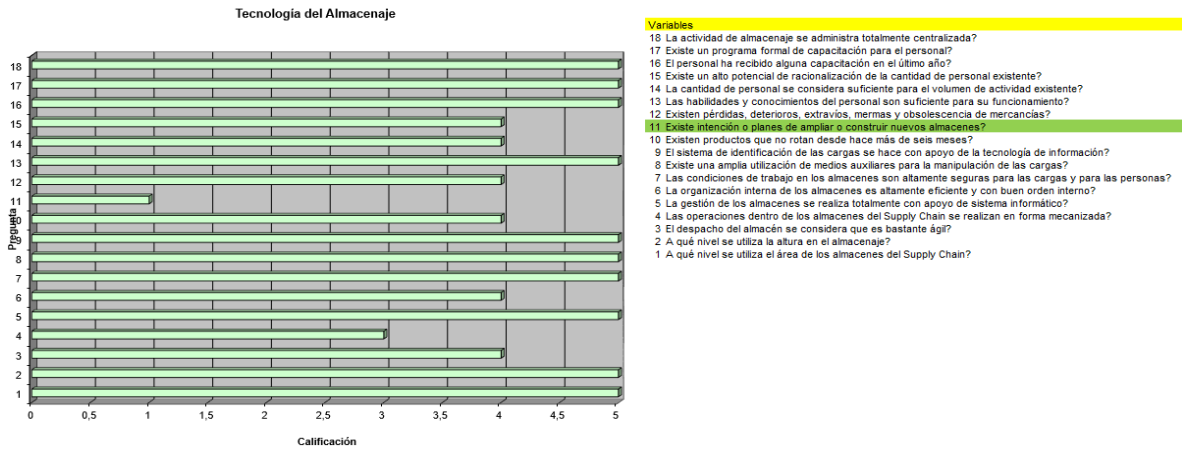 Tecnología del Almacenaje
18
17
16
15
14
13
12
11
10
9
8
7
6
5
4
3
2
1
Pregunta
0 0,5 1 1,5 2 2,5 3 3,5 4 4,5 5
Calificación
Variables
18 La actividad de almacenaje se administra totalmente centralizada?
17 Existe un programa formal de capacitación para el personal?
16 El personal ha recibido alguna capacitación en el último año?
15 Existe un alto potencial de racionalización de la cantidad de personal existente?
14 La cantidad de personal se considera suficiente para el volumen de actividad existente?
13 Las habilidades y conocimientos del personal son suficiente para su funcionamiento?
12 Existen pérdidas, deterioros, extravíos, mermas y obsolescencia de mercancías?
11 Existe intención o planes de ampliar o construir nuevos almacenes?
10 Existen productos que no rotan desde hace más de seis meses?
9 El sistema de identificación de las cargas se hace con apoyo de la tecnología de información?
8 Existe una amplia utilización de medios auxiliares para la manipulación de las cargas?
7 Las condiciones de trabajo en los almacenes son altamente seguras para las cargas y para las personas?
6 La organización interna de los almacenes es altamente eficiente y con buen orden interno?
5 La gestión de los almacenes se realiza totalmente con apoyo de sistema informático?
4 Las operaciones dentro de los almacenes del Supply Chain se realizan en forma mecanizada?
3 El despacho del almacén se considera que es bastante ágil?
2 A qué nivel se utiliza la altura en el almacenaje?
1 A qué nivel se utiliza el área de los almacenes del Supply Chain?